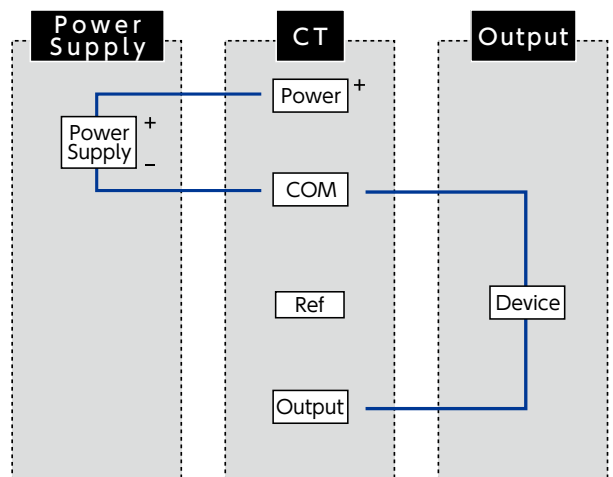 Power
Supply
CT
Output
Power +
Power
Supply
+
−
COM
Ref
Device
Output